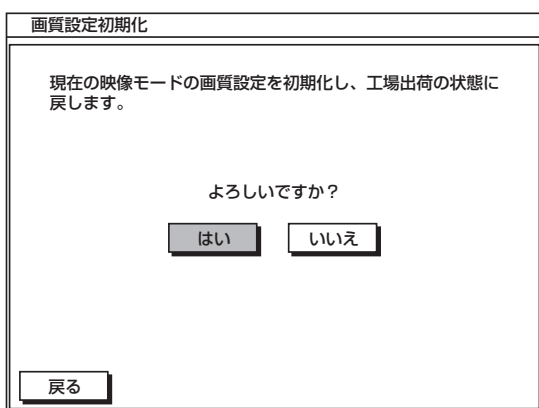 画質設定初期化
現在の映像モードの画質設定を初期化し、工場出荷の状態に
戻します。
よろしいですか？
はい いいえ
戻る